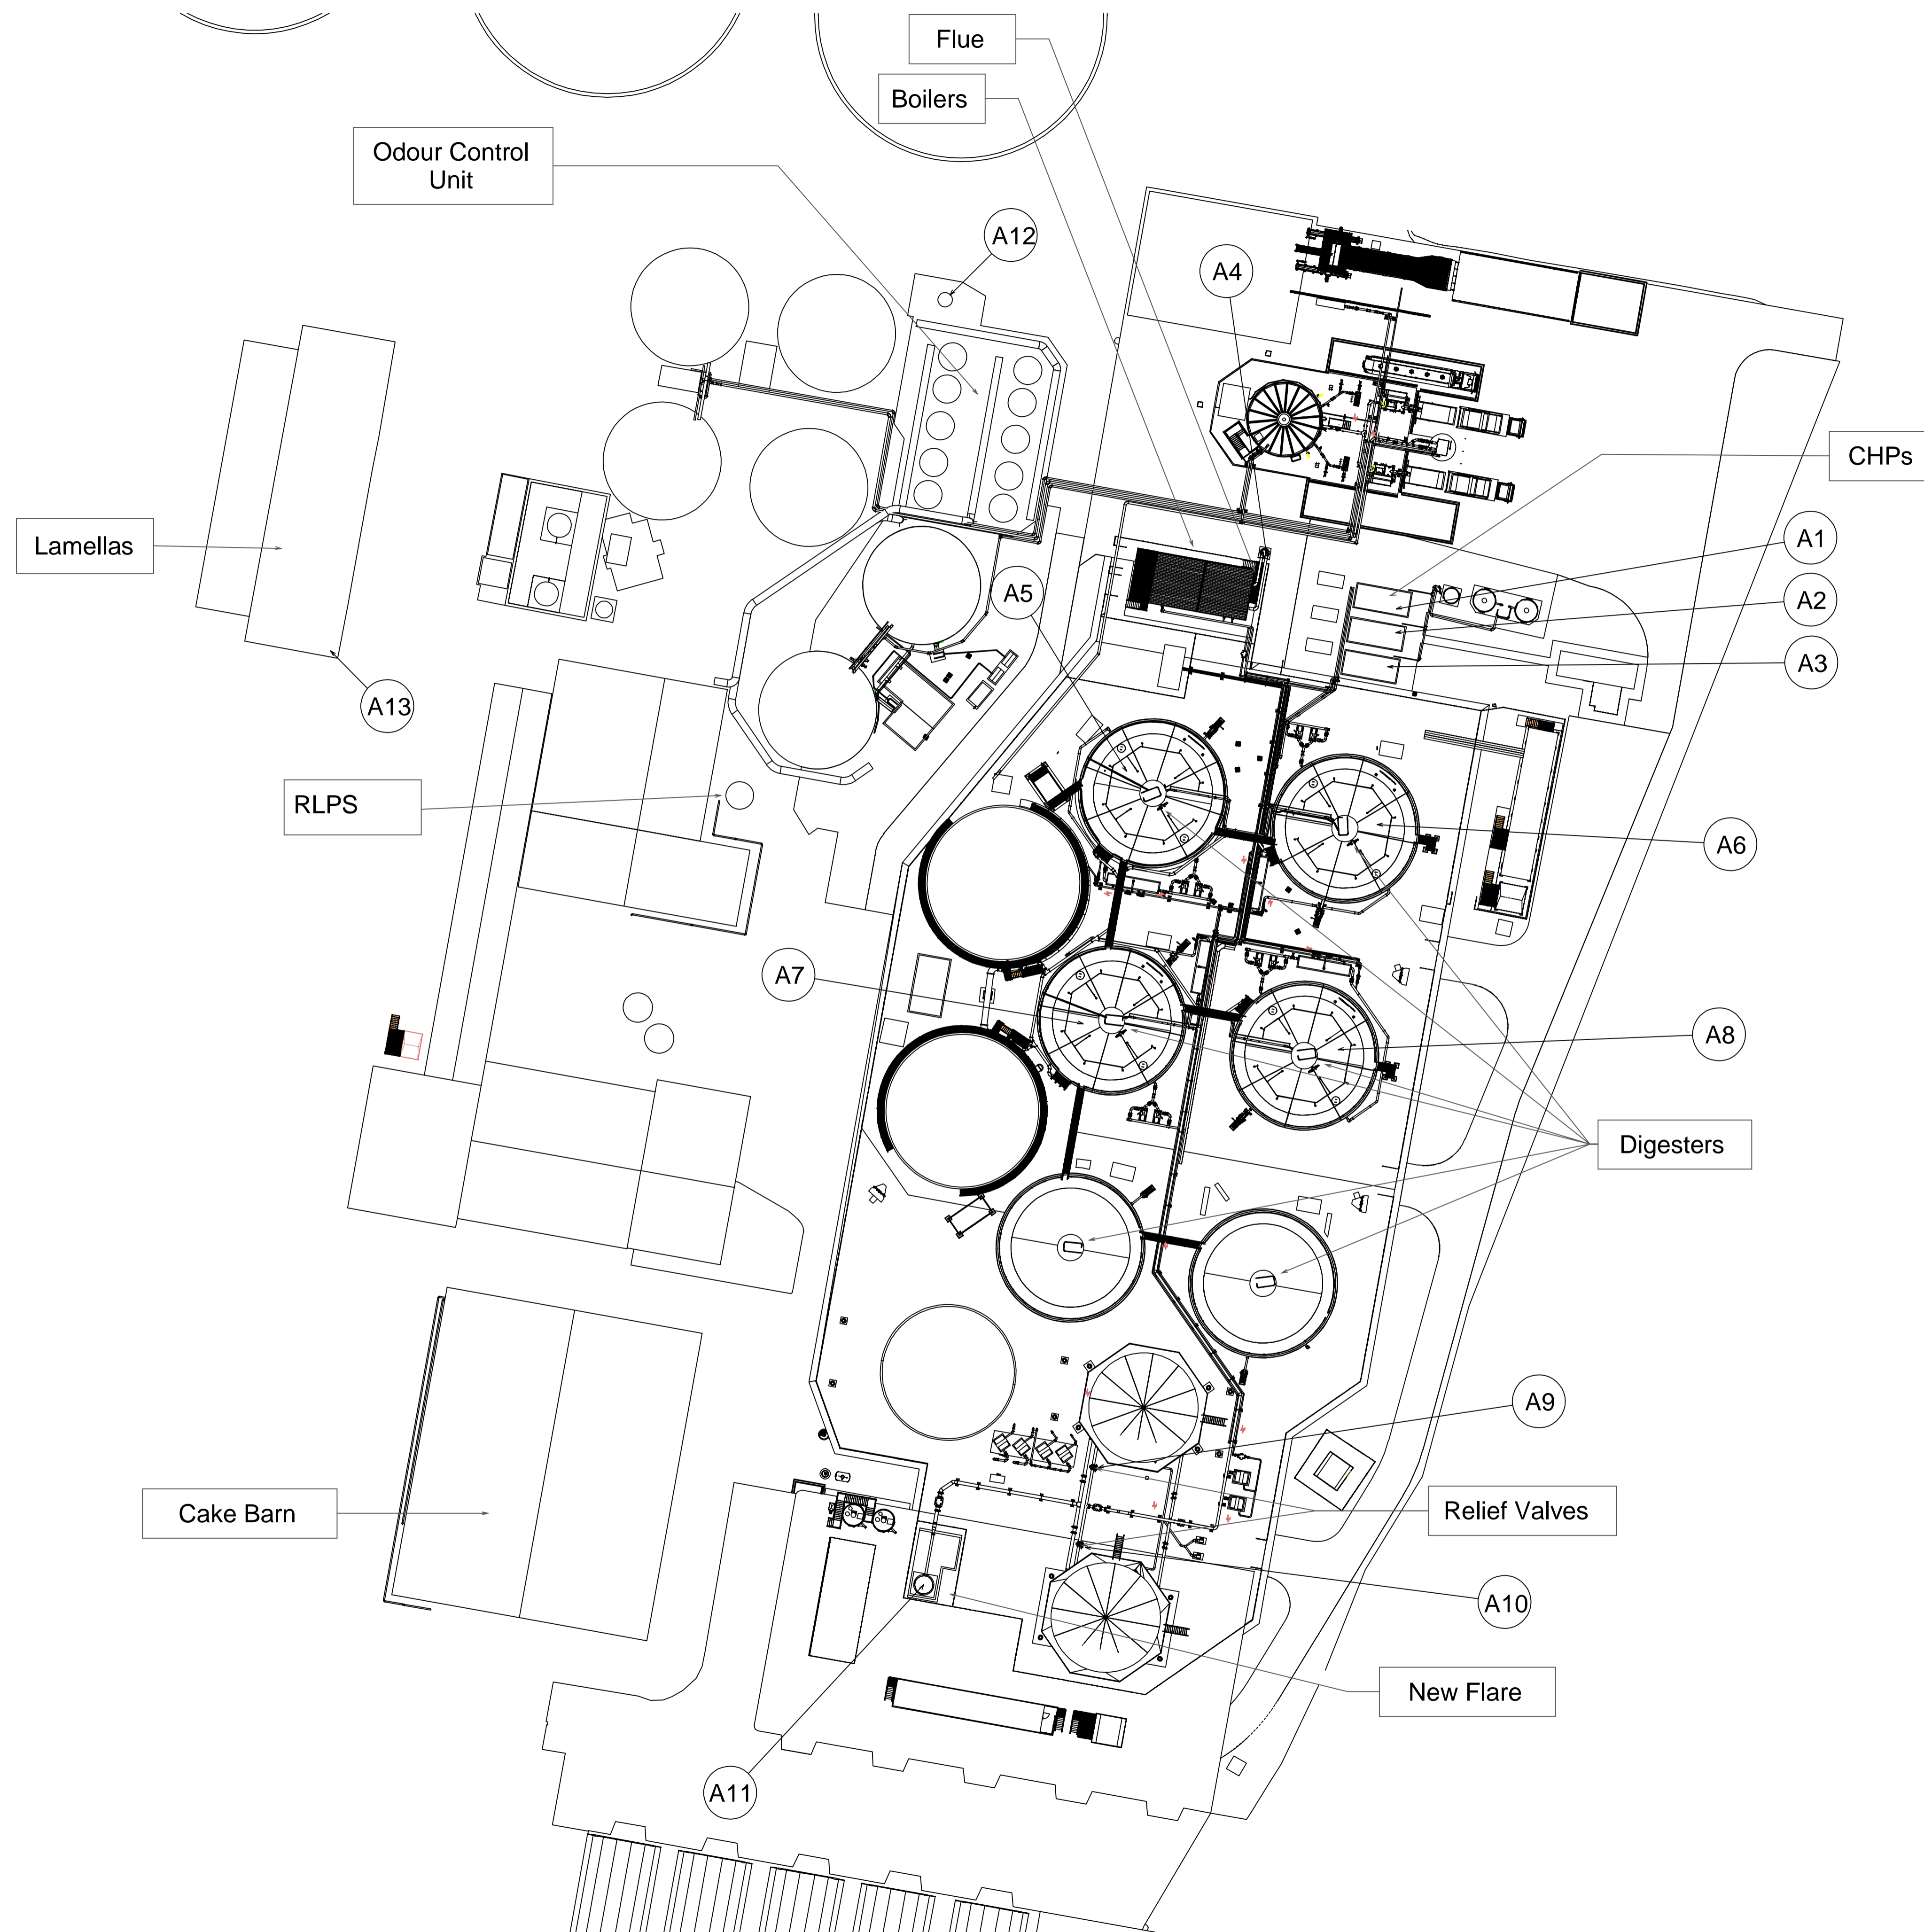 Flue
Boilers
Odour Control
Unit
A12
A4
CHPs
A1
Lamellas
A5
A2
A3
A13
RLPS
A6
A7
A8
Digesters
A9
Cake Barn
Relief Valves
A10
New Flare
A11